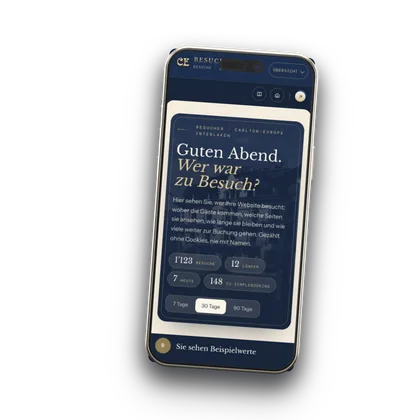 CE BESUCH
ÜBERSICHT
BESUCHER CARLTON-EUROPE
INTERLAKEN
Guten Abend.
Wer war
zu Besuch?
Hier sehen Sie, wer Ihre Website besucht:
woher die Gäste kommen, welche Seiten
sie ansehen, wie lange sie bleiben und wie
viele weiter zur Buchung gehen. Gezählt
ohne Cookies, nie mit Namen.
1'123 BESUCHE 12 LÄNDER
7 HEUTE 148 ZU SIMPLEBOOKING
7 Tage 30 Tage 90 Tage
Sie sehen Beispielwerte